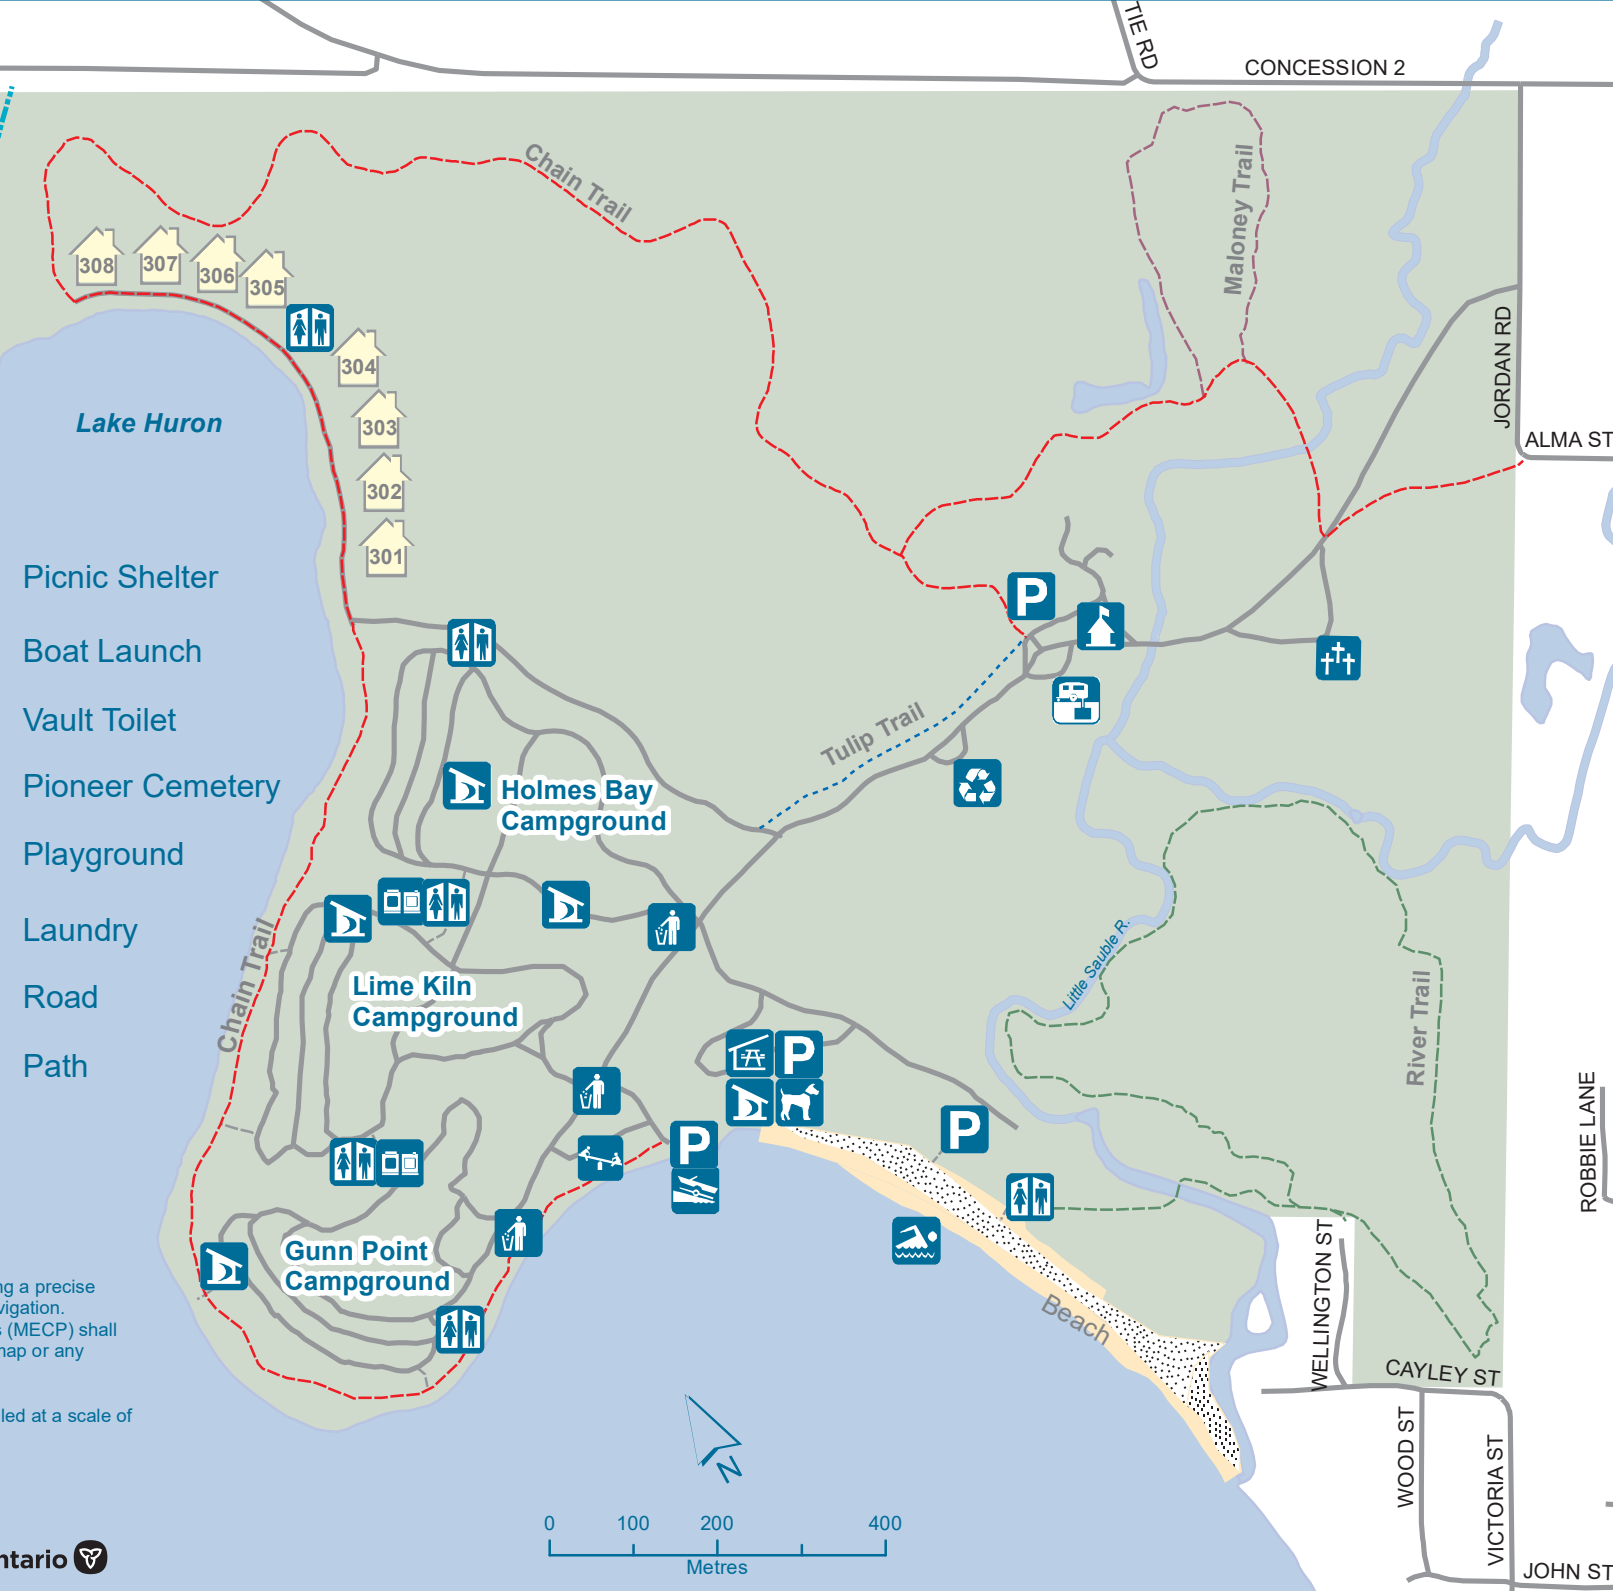 TIE RD
CONCESSION 2
Chain Trail
Maloney Trail
308
307
306
305
304
303
302
301
JORDAN RD
ALMA ST
Lake Huron
Picnic Shelter
Boat Launch
Vault Toilet
Pioneer Cemetery
Playground
Laundry
Road
Path
P
Tulip Trail
Holmes Bay
Campground
Chain Trail
Lime Kiln
Campground
Little Sauble R.
River Trail
P
P
P
ROBBIE LANE
Gunn Point
Campground
Beach
WELLINGTON ST
CAYLEY ST
WOOD ST
VICTORIA ST
JOHN ST
ng a precise
vigation.
s (MECP) shall
map or any
led at a scale of
N
0 100 200 400
Metres
ntario